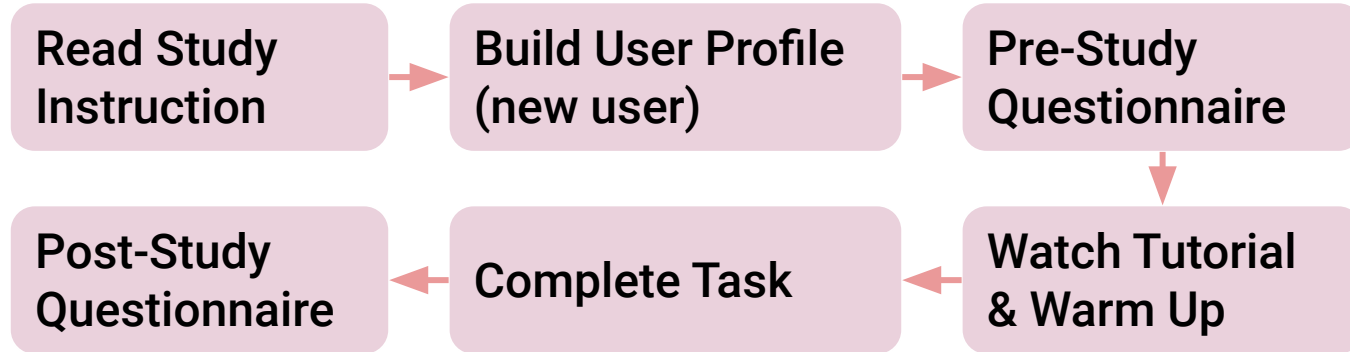 Read Study
Instruction
Build User Profile
(new user)
Pre-Study
Questionnaire
Watch Tutorial
& Warm Up
Complete Task
Post-Study
Questionnaire